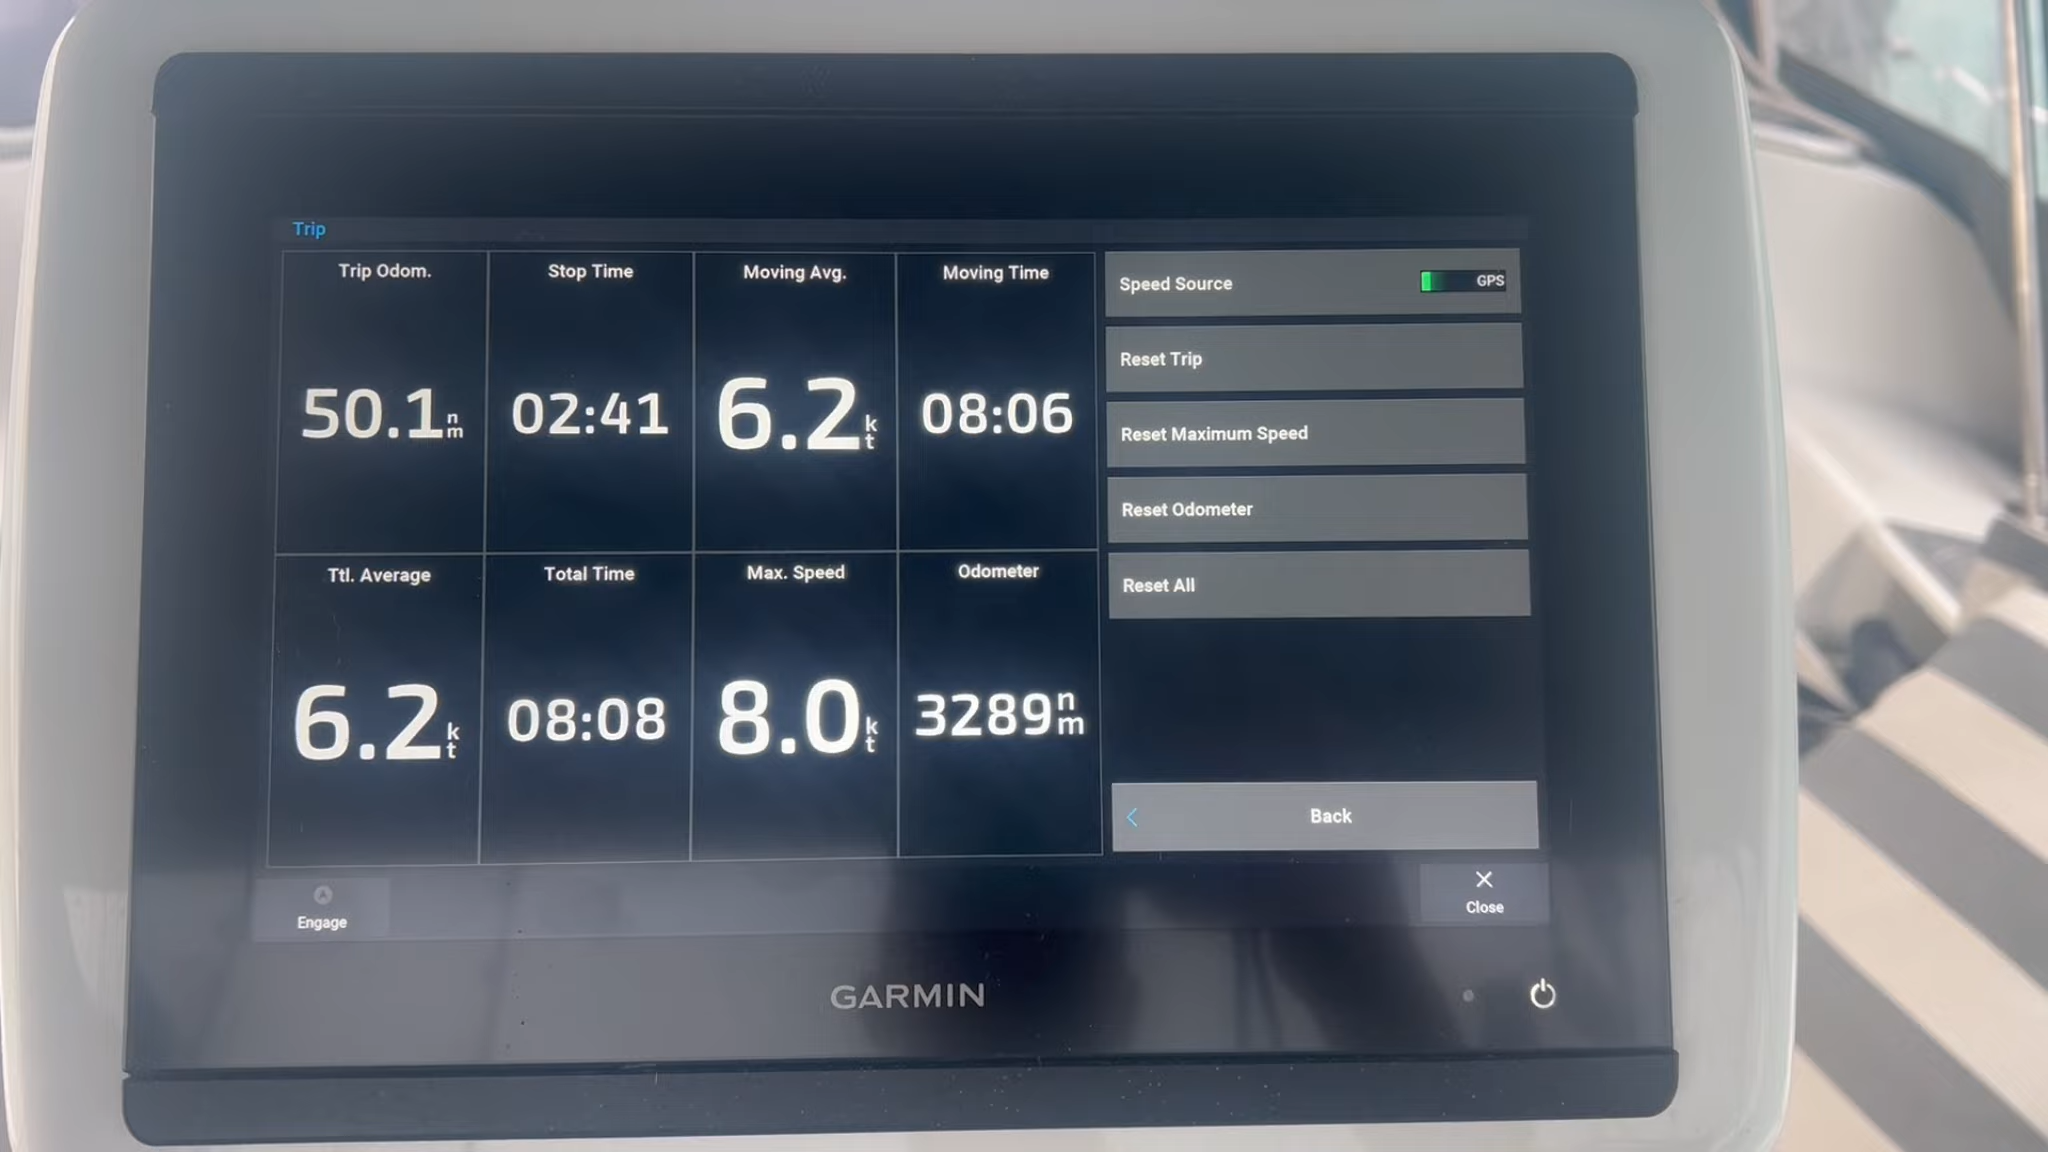 Trip
Trip Odom.
50.1nm
Stop Time
02:41
Moving Avg.
6.2kt
Moving Time
08:06
Ttl. Average
6.2kt
Total Time
08:08
Max. Speed
8.0kt
Odometer
3289nm
Speed Source GPS
Reset Trip
Reset Maximum Speed
Reset Odometer
Reset All
Back
Engage
Close
GARMIN